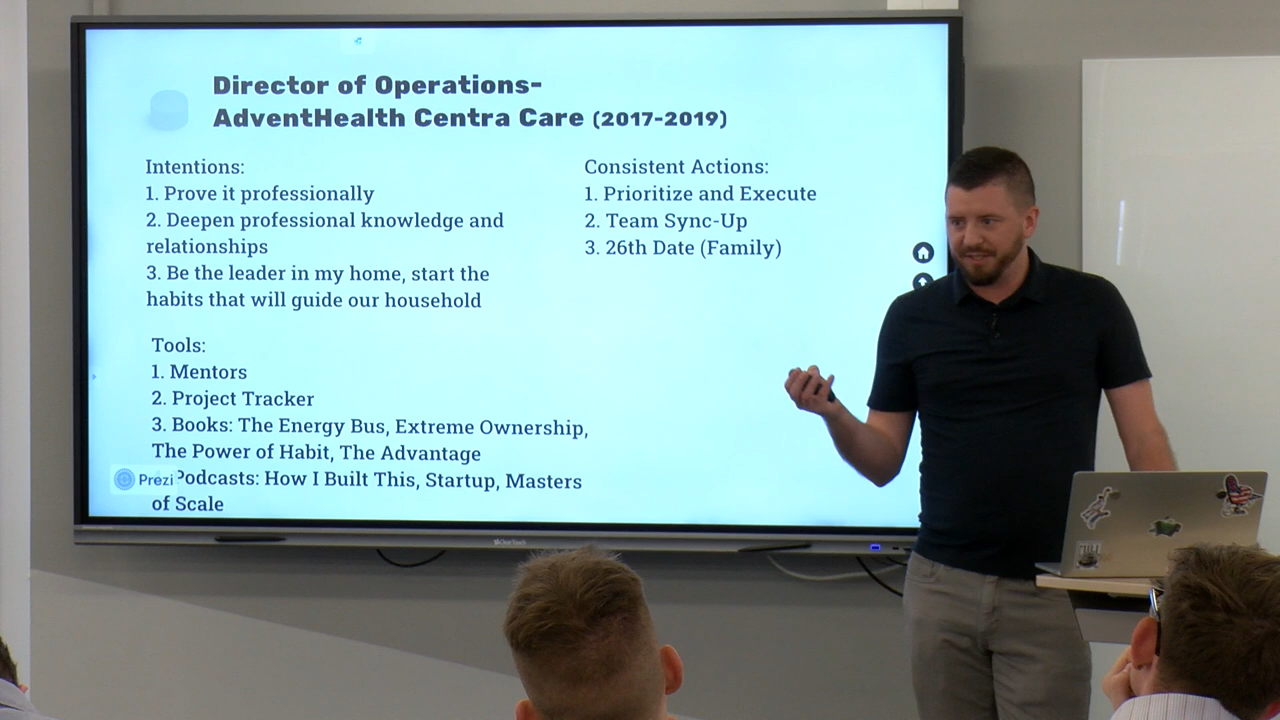 Director of Operations-
AdventHealth Centra Care (2017-2019)
Intentions:
1. Prove it professionally
2. Deepen professional knowledge and
relationships
3. Be the leader in my home, start the
habits that will guide our household
Consistent Actions:
1. Prioritize and Execute
2. Team Sync-Up
3. 26th Date (Family)
Tools:
1. Mentors
2. Project Tracker
3. Books: The Energy Bus, Extreme Ownership,
The Power of Habit, The Advantage
Podcasts: How I Built This, Startup, Masters
of Scale
Prezi
ClearTouch